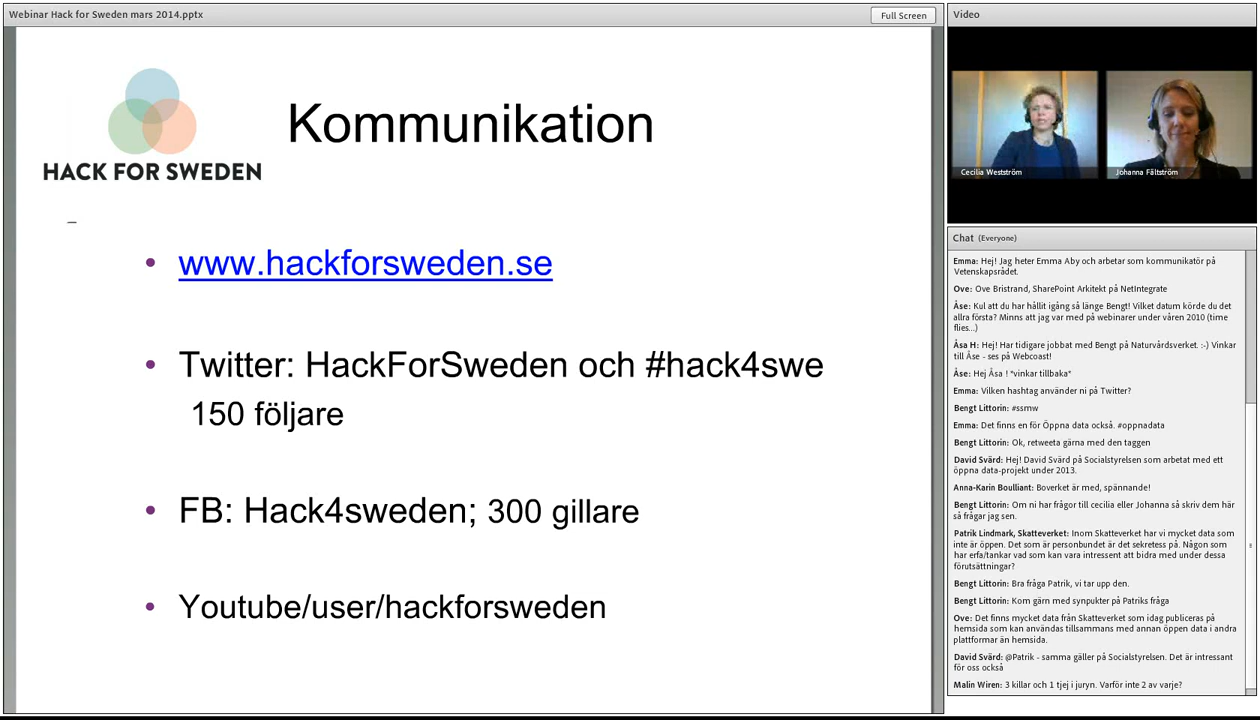 Webinar Hack for Sweden mars 2014.pptx
Full Screen
HACK FOR SWEDEN
Kommunikation
–
• www.hackforsweden.se
• Twitter: HackForSweden och #hack4swe
150 följare
• FB: Hack4sweden; 300 gillare
• Youtube/user/hackforsweden
Video
Cecilia Westström
Johanna Fältström
Chat (Everyone)
Emma: Hej! Jag heter Emma Aby och arbetar som kommunikatör på
Vetenskapsrådet.
Ove: Ove Bristrand, SharePoint Arkitekt på NetIntegrate
Åse: Kul att du har hållit igång så länge Bengt! Vilket datum körde du det
allra första? Minns att jag var med på webinarer under våren 2010 (time
flies...)
Åsa H: Hej! Har tidigare jobbat med Bengt på Naturvårdsverket. :-) Vinkar
till Åse - ses på Webcoast!
Åse: Hej Åsa ! *vinkar tillbaka*
Emma: Vilken hashtag använder ni på Twitter?
Bengt Littorin: #ssmw
Emma: Det finns en för Öppna data också. #oppnadata
Bengt Littorin: Ok, retweeta gärna med den taggen
David Svärd: Hej! David Svärd på Socialstyrelsen som arbetat med ett
öppna data-projekt under 2013.
Anna-Karin Boulliant: Boverket är med, spännande!
Bengt Littorin: Om ni har frågor till cecilia eller Johanna så skriv dem här
så frågar jag sen.
Patrik Lindmark, Skatteverket: Inom Skatteverket har vi mycket data som
inte är öppen. Det som är personbundet är det sekretess på. Någon som
har erfa/tankar vad som kan vara intressent att bidra med under dessa
förutsättningar?
Bengt Littorin: Bra fråga Patrik, vi tar upp den.
Bengt Littorin: Kom gärn med synpukter på Patriks fråga
Ove: Det finns mycket data från Skatteverket som idag publiceras på
hemsida som kan användas tillsammans med annan öppen data i andra
plattformar än hemsida.
David Svärd: @Patrik - samma gäller på Socialstyrelsen. Det är intressant
för oss också
Malin Wiren: 3 killar och 1 tjej i juryn. Varför inte 2 av varje?